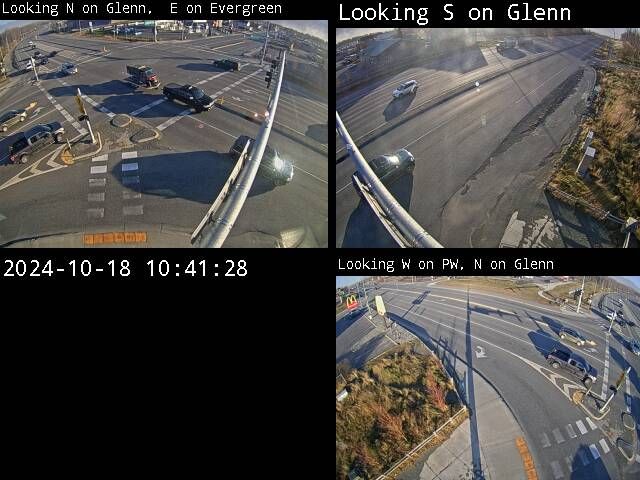 Looking N on Glenn,  E on Evergreen
Looking S on Glenn
2024-10-18 10:41:28
Looking W on PW, N on Glenn